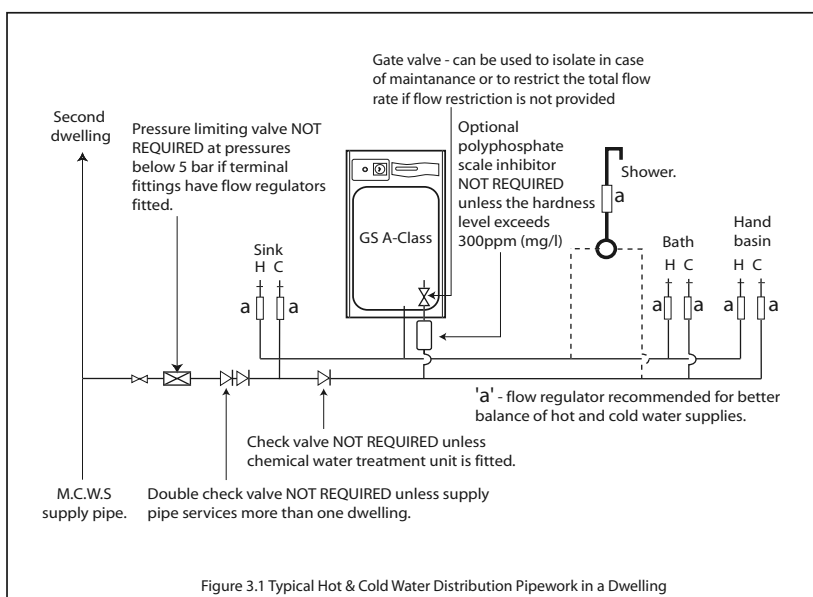 Gate valve - can be used to isolate in case
of maintanance or to restrict the total flow
rate if flow restriction is not provided
Second
dwelling
Pressure limiting valve NOT
REQUIRED at pressures
below 5 bar if terminal
fittings have flow regulators
fitted.
Optional
polyphosphate
scale inhibitor
NOT REQUIRED
unless the hardness
level exceeds
300ppm (mg/l)
GS A-Class
Shower.
a
Sink
H C
a a
Bath
H C
a a
Hand
basin
H C
a a
'a' - flow regulator recommended for better
balance of hot and cold water supplies.
Check valve NOT REQUIRED unless
chemical water treatment unit is fitted.
M.C.W.S
supply pipe.
Double check valve NOT REQUIRED unless supply
pipe services more than one dwelling.
Figure 3.1 Typical Hot & Cold Water Distribution Pipework in a Dwelling